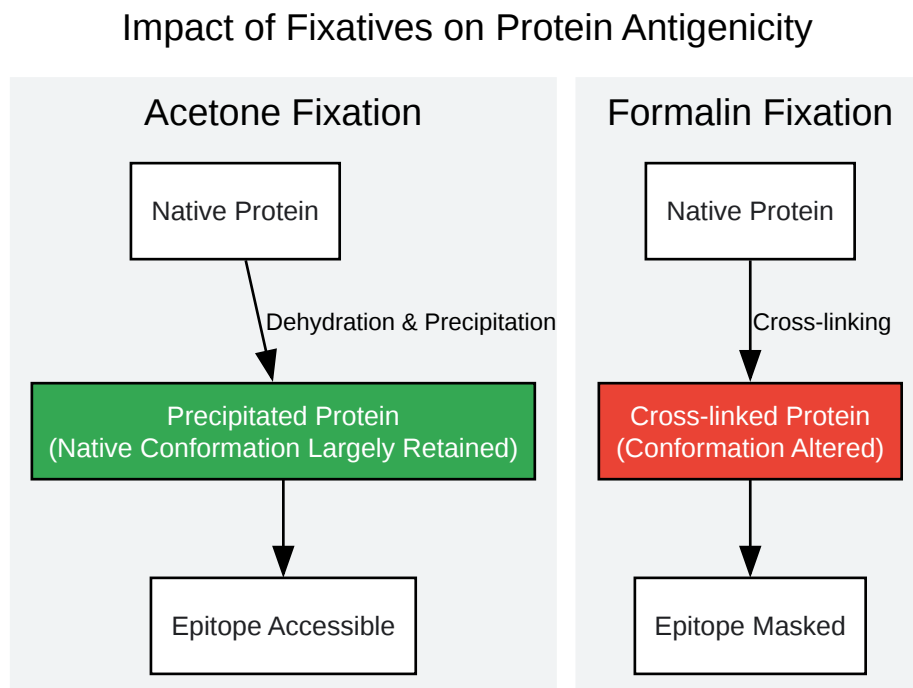 Impact of Fixatives on Protein Antigenicity
Acetone Fixation
Native Protein
Dehydration & Precipitation
Precipitated Protein
(Native Conformation Largely Retained)
Epitope Accessible
Formalin Fixation
Native Protein
Cross-linking
Cross-linked Protein
(Conformation Altered)
Epitope Masked